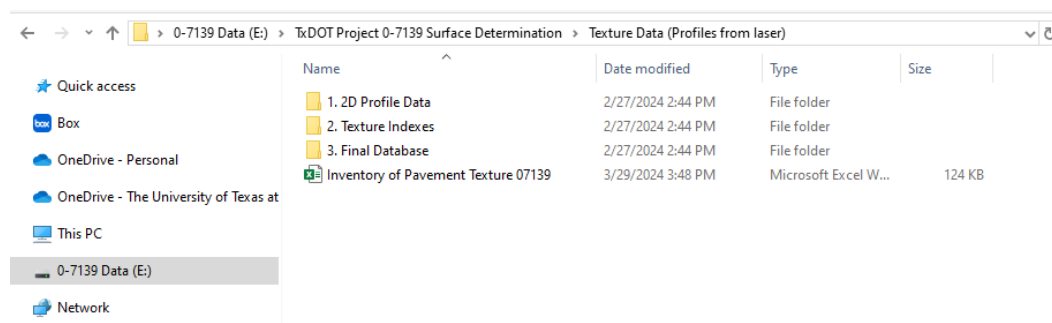 0-7139 Data (E:) > TxDOT Project 0-7139 Surface Determination > Texture Data (Profiles from laser)
Name Date modified Type Size
Quick access
1. 2D Profile Data 2/27/2024 2:44 PM File folder
box Box
2. Texture Indexes 2/27/2024 2:44 PM File folder
3. Final Database 2/27/2024 2:44 PM File folder
OneDrive - Personal
Inventory of Pavement Texture 07139 3/29/2024 3:48 PM Microsoft Excel W... 124 KB
OneDrive - The University of Texas at
This PC
0-7139 Data (E:)
Network